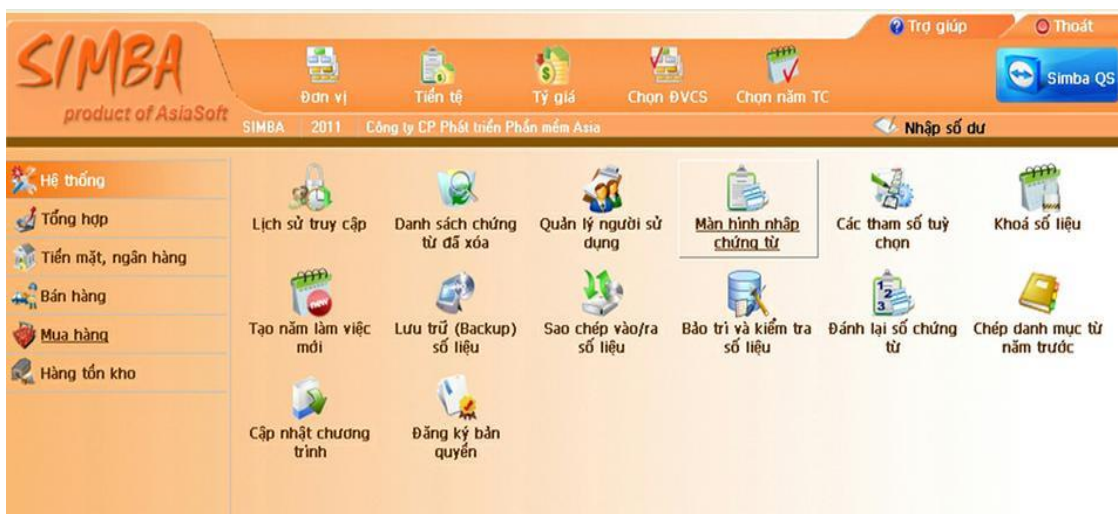 Trợ giúp
Thoát
SIMBA
product of AsiaSoft
Đơn vị
Tiền tệ
Tỷ giá
Chọn ĐVCS
Chọn năm TC
Simba QS
SIMBA
2011
Công ty CP Phát triển Phần mềm Asia
Nhập số dư
Hệ thống
Tổng hợp
Tiền mặt, ngân hàng
Bán hàng
Mua hàng
Hàng tồn kho
Lịch sử truy cập
Danh sách chứng
từ đã xóa
Quản lý người sử
dụng
Màn hình nhập
chứng từ
Các tham số tuỳ
chọn
Khoá số liệu
new
Tạo năm làm việc
mới
Lưu trữ (Backup)
số liệu
Sao chép vào/ra
số liệu
Bảo trì và kiểm tra
số liệu
1
2
3
Đánh lại số chứng
từ
Chép danh mục từ
năm trước
Cập nhật chương
trình
Đăng ký bản
quyền